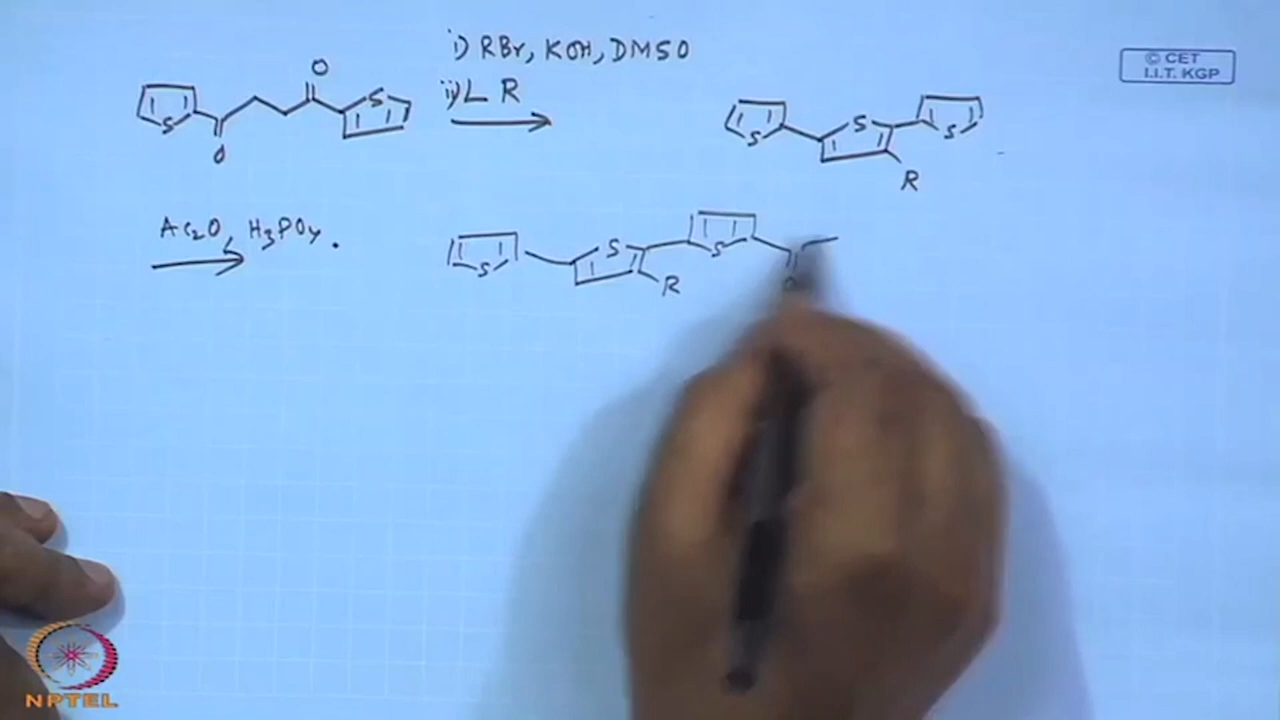 i) RBr, KOH, DMSO
© CET
I.I.T. KGP
ii) L R
O
S
S
O
S
S
S
R
Ac2O, H3PO4.
S
S
S
R
O
NPTEL